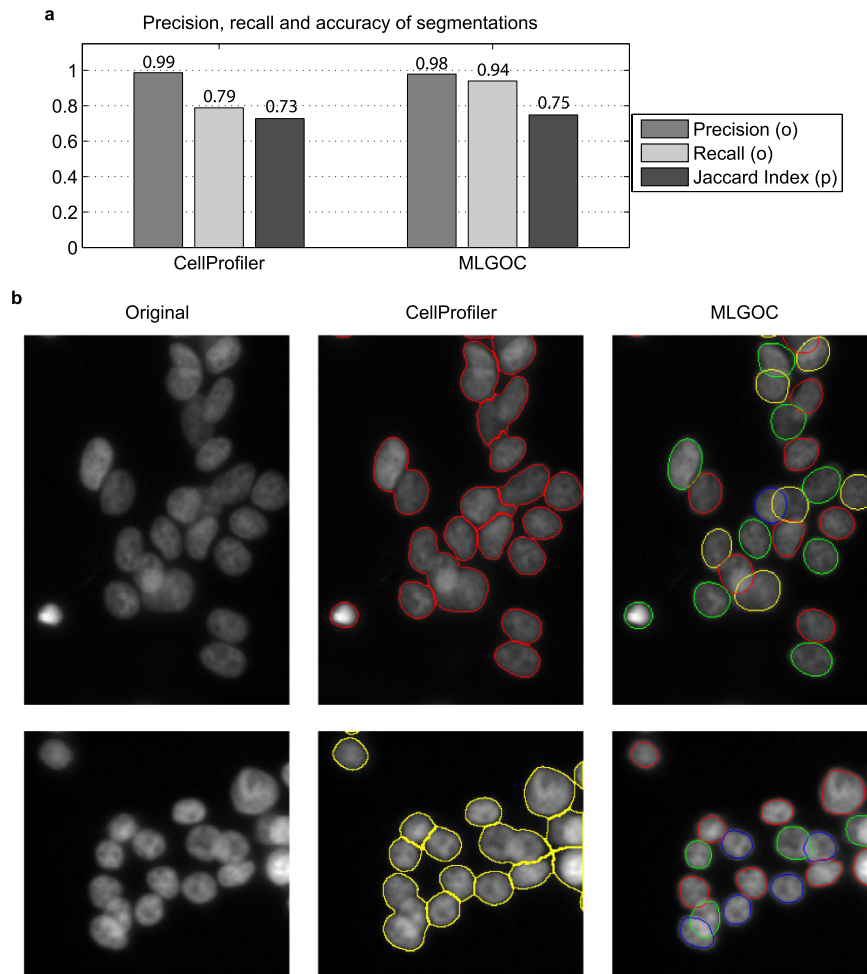 a
Precision, recall and accuracy of segmentations
1
0.8
0.6
0.4
0.2
0
0.99
0.79
0.73
0.98
0.94
0.75
CellProfiler
MLGOC
Precision (o)
Recall (o)
Jaccard Index (p)
b
Original
CellProfiler
MLGOC